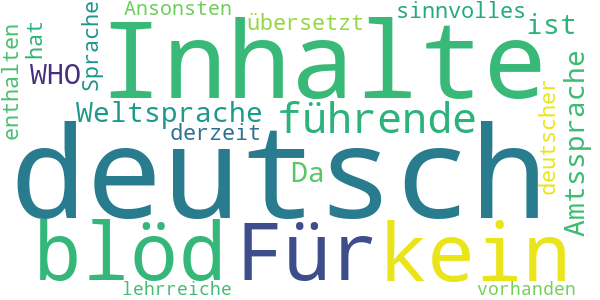 Ansonsten
sinnvolles
übersetzt
Inhalte
ist
enthalten
hat
Sprache
WHO
Weltsprache
führende
derzeit
Amtssprache
deutscher
deutsch
Da
blöd
Für
kein
lehrreiche
vorhanden